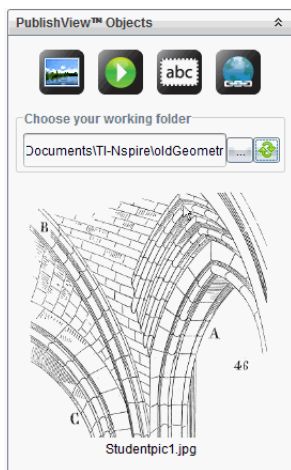 PublishView™ Objects
abc
Choose your working folder
Documents\TI-Nspire\oldGeometr
...
B
A
46
C
Studentpic1.jpg